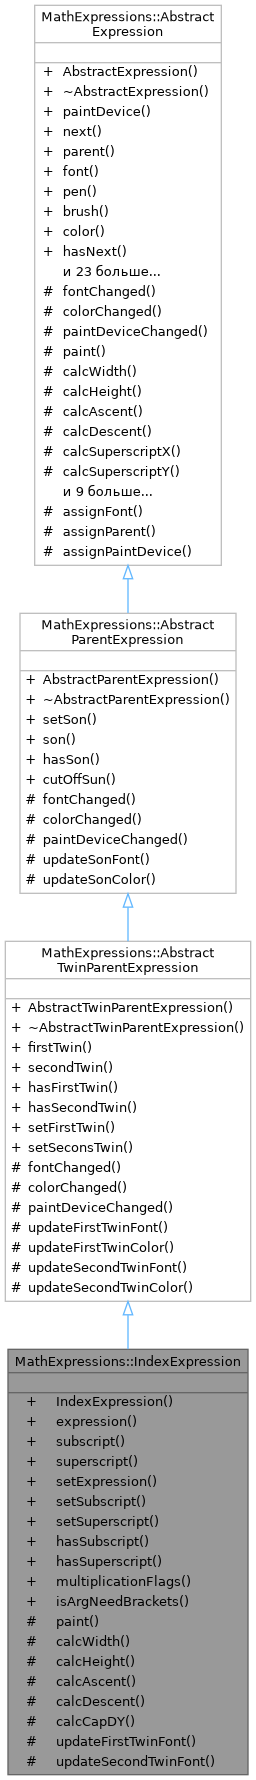 MathExpressions::Abstract
Expression
+ AbstractExpression()
+ ~AbstractExpression()
+ paintDevice()
+ next()
+ parent()
+ font()
+ pen()
+ brush()
+ color()
+ hasNext()
и 23 больше...
# fontChanged()
# colorChanged()
# paintDeviceChanged()
# paint()
# calcWidth()
# calcHeight()
# calcAscent()
# calcDescent()
# calcSuperscriptX()
# calcSuperscriptY()
и 9 больше...
# assignFont()
# assignParent()
# assignPaintDevice()
MathExpressions::Abstract
ParentExpression
+ AbstractParentExpression()
+ ~AbstractParentExpression()
+ setSon()
+ son()
+ hasSon()
+ cutOffSun()
# fontChanged()
# colorChanged()
# paintDeviceChanged()
# updateSonFont()
# updateSonColor()
MathExpressions::Abstract
TwinParentExpression
+ AbstractTwinParentExpression()
+ ~AbstractTwinParentExpression()
+ firstTwin()
+ secondTwin()
+ hasFirstTwin()
+ hasSecondTwin()
+ setFirstTwin()
+ setSeconsTwin()
# fontChanged()
# colorChanged()
# paintDeviceChanged()
# updateFirstTwinFont()
# updateFirstTwinColor()
# updateSecondTwinFont()
# updateSecondTwinColor()
MathExpressions::IndexExpression
+ IndexExpression()
+ expression()
+ subscript()
+ superscript()
+ setExpression()
+ setSubscript()
+ setSuperscript()
+ hasSubscript()
+ hasSuperscript()
+ multiplicationFlags()
+ isArgNeedBrackets()
# paint()
# calcWidth()
# calcHeight()
# calcAscent()
# calcDescent()
# calcCapDY()
# updateFirstTwinFont()
# updateSecondTwinFont()